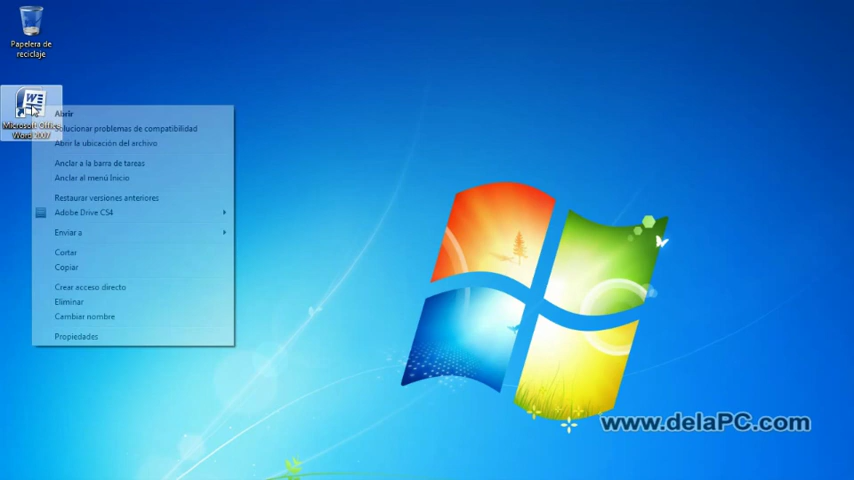 Papelera de
reciclaje
Microsoft Office
Word 2007
Abrir
Solucionar problemas de compatibilidad
Abrir la ubicación del archivo
Anclar a la barra de tareas
Anclar al menú Inicio
Restaurar versiones anteriores
Adobe Drive CS4
Enviar a
Cortar
Copiar
Crear acceso directo
Eliminar
Cambiar nombre
Propiedades
www.delaPC.com